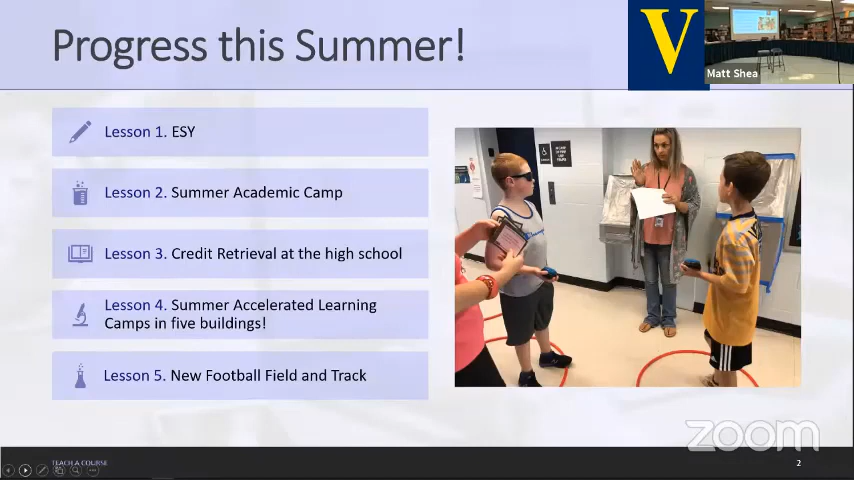 Progress this Summer!
V
Matt Shea
Lesson 1. ESY
Lesson 2. Summer Academic Camp
Lesson 3. Credit Retrieval at the high school
Lesson 4. Summer Accelerated Learning
Camps in five buildings!
Lesson 5. New Football Field and Track
zoom
TEACH A COURSE
2